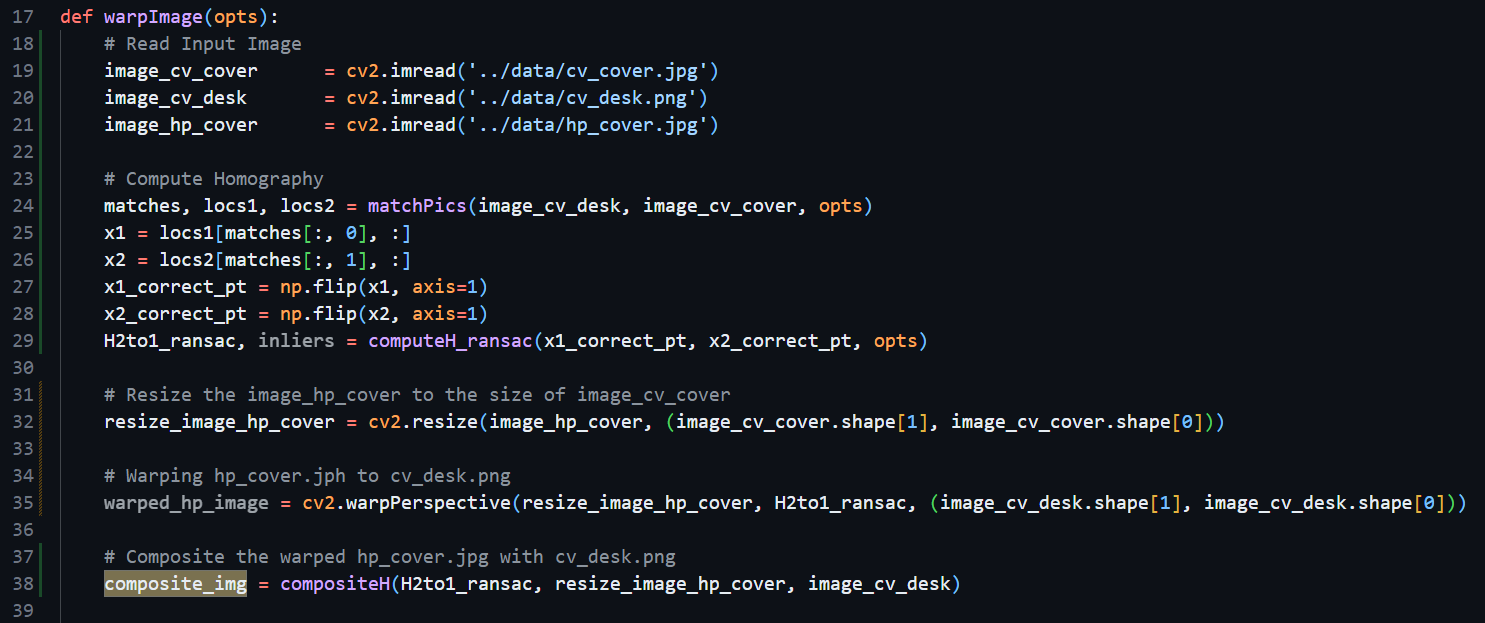 17 def warpImage(opts):
18     # Read Input Image
19     image_cv_cover      = cv2.imread('../data/cv_cover.jpg')
20     image_cv_desk       = cv2.imread('../data/cv_desk.png')
21     image_hp_cover      = cv2.imread('../data/hp_cover.jpg')
22
23     # Compute Homography
24     matches, locs1, locs2 = matchPics(image_cv_desk, image_cv_cover, opts)
25     x1 = locs1[matches[:, 0], :]
26     x2 = locs2[matches[:, 1], :]
27     x1_correct_pt = np.flip(x1, axis=1)
28     x2_correct_pt = np.flip(x2, axis=1)
29     H2to1_ransac, inliers = computeH_ransac(x1_correct_pt, x2_correct_pt, opts)
30
31     # Resize the image_hp_cover to the size of image_cv_cover
32     resize_image_hp_cover = cv2.resize(image_hp_cover, (image_cv_cover.shape[1], image_cv_cover.shape[0]))
33
34     # Warping hp_cover.jph to cv_desk.png
35     warped_hp_image = cv2.warpPerspective(resize_image_hp_cover, H2to1_ransac, (image_cv_desk.shape[1], image_cv_desk.shape[0]))
36
37     # Composite the warped hp_cover.jpg with cv_desk.png
38     composite_img = compositeH(H2to1_ransac, resize_image_hp_cover, image_cv_desk)
39